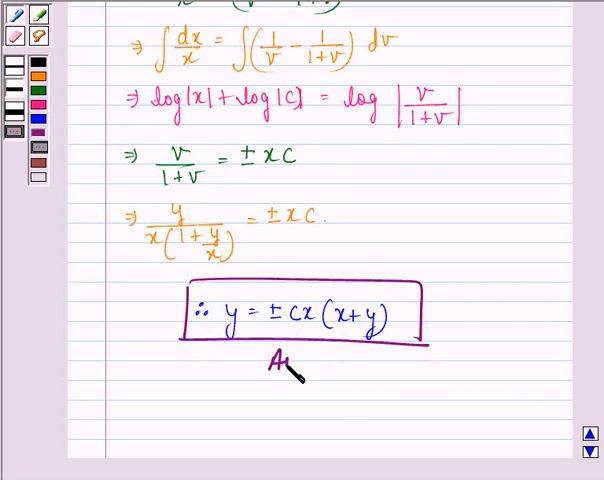 ⇒ ∫ dx/x = ∫ (1/v − 1/(1+v)) dv
⇒ log|x| + log|C| = log |v/(1+v)|
⇒ v/(1+v) = ± xC
⇒ y/(x(1+y/x)) = ± xC.
∴ y = ± Cx (x+y)